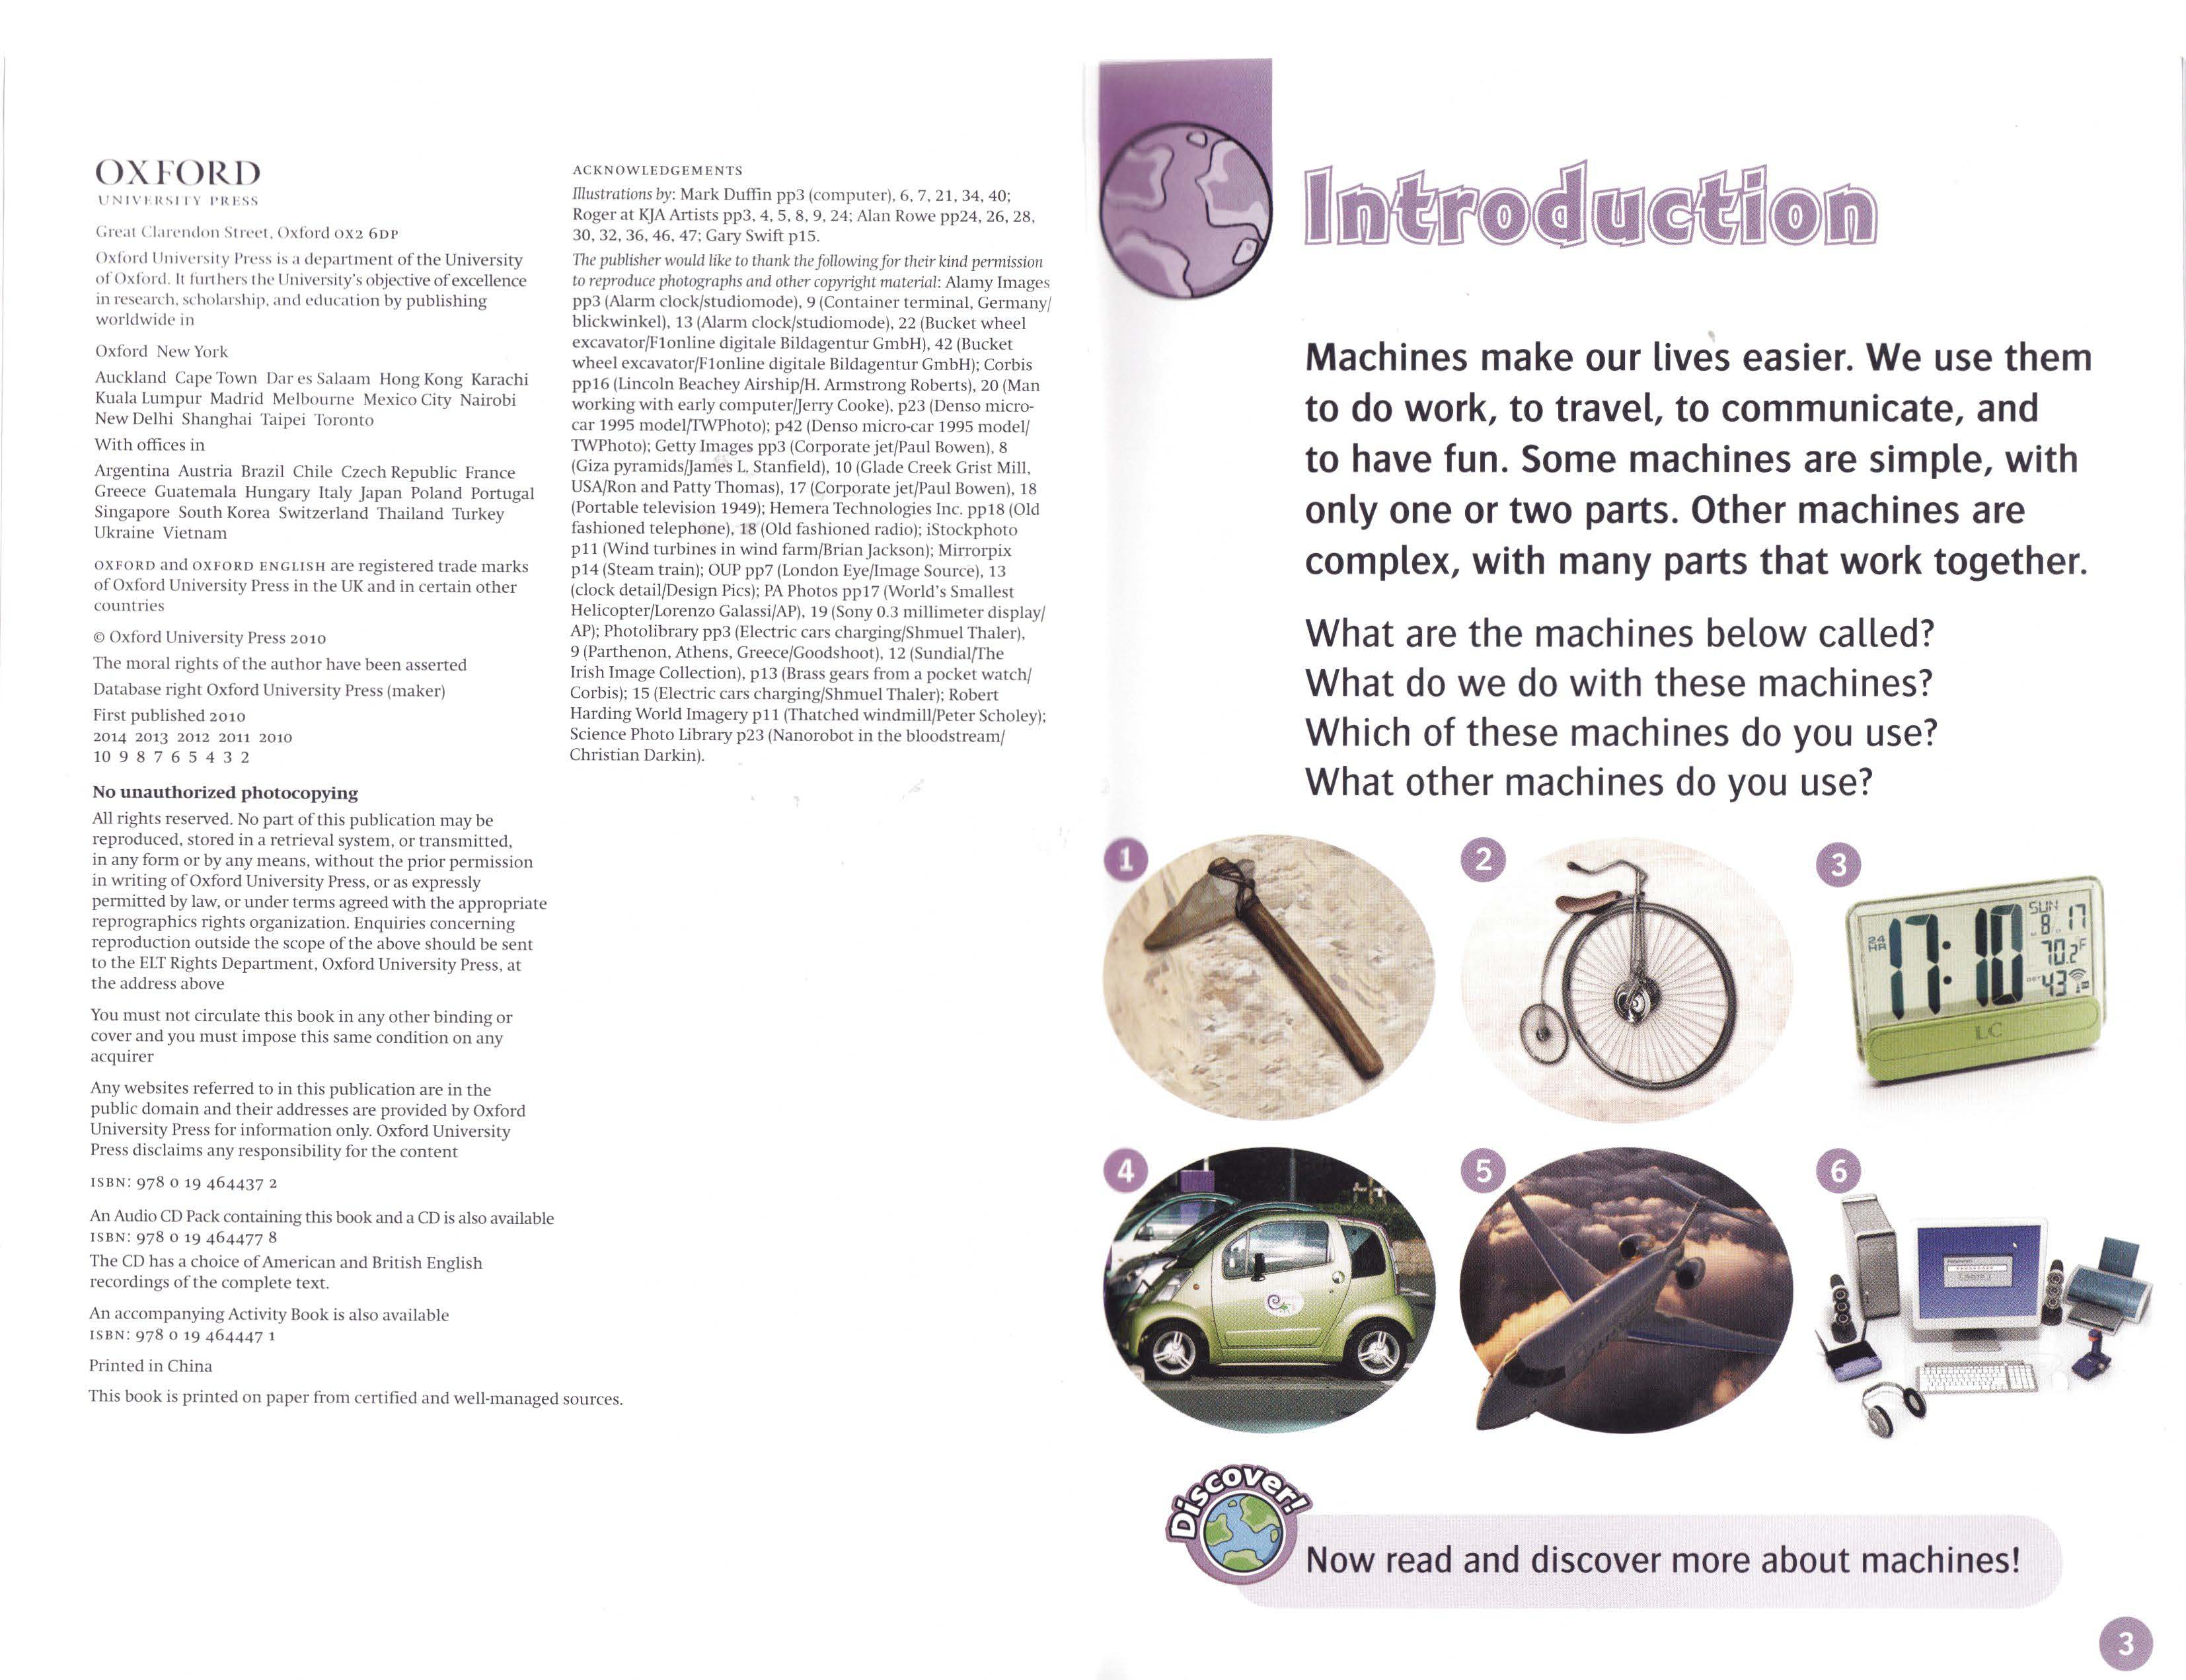 OXFORD
UNIVERSITY PRESS
Great Clarendon Street, Oxford OX2 6DP
Oxford University Press is a department of the University
of Oxford. It furthers the University's objective of excellence
in research, scholarship, and education by publishing
worldwide in
Oxford New York
Auckland Cape Town Dar es Salaam Hong Kong Karachi
Kuala Lumpur Madrid Melbourne Mexico City Nairobi
New Delhi Shanghai Taipei Toronto
With offices in
Argentina Austria Brazil Chile Czech Republic France
Greece Guatemala Hungary Italy Japan Poland Portugal
Singapore South Korea Switzerland Thailand Turkey
Ukraine Vietnam
OXFORD and OXFORD ENGLISH are registered trade marks
of Oxford University Press in the UK and in certain other
countries
© Oxford University Press 2010
The moral rights of the author have been asserted
Database right Oxford University Press (maker)
First published 2010
2014 2013 2012 2011 2010
10 9 8 7 6 5 4 3 2
No unauthorized photocopying
All rights reserved. No part of this publication may be
reproduced, stored in a retrieval system, or transmitted,
in any form or by any means, without the prior permission
in writing of Oxford University Press, or as expressly
permitted by law, or under terms agreed with the appropriate
reprographics rights organization. Enquiries concerning
reproduction outside the scope of the above should be sent
to the ELT Rights Department, Oxford University Press, at
the address above
You must not circulate this book in any other binding or
cover and you must impose this same condition on any
acquirer
Any websites referred to in this publication are in the
public domain and their addresses are provided by Oxford
University Press for information only. Oxford University
Press disclaims any responsibility for the content
ISBN: 978 0 19 464437 2
An Audio CD Pack containing this book and a CD is also available
ISBN: 978 0 19 464477 8
The CD has a choice of American and British English
recordings of the complete text.
An accompanying Activity Book is also available
ISBN: 978 0 19 464447 1
Printed in China
This book is printed on paper from certified and well-managed sources.
ACKNOWLEDGEMENTS
Illustrations by: Mark Duffin pp3 (computer), 6, 7, 21, 34, 40;
Roger at KJA Artists pp3, 4, 5, 8, 9, 24; Alan Rowe pp24, 26, 28,
30, 32, 36, 46, 47; Gary Swift p15.
The publisher would like to thank the following for their kind permission
to reproduce photographs and other copyright material: Alamy Images
pp3 (Alarm clock/studiomode), 9 (Container terminal, Germany/
blickwinkel), 13 (Alarm clock/studiomode), 22 (Bucket wheel
excavator/F1online digitale Bildagentur GmbH), 42 (Bucket
wheel excavator/F1online digitale Bildagentur GmbH); Corbis
pp16 (Lincoln Beachey Airship/H. Armstrong Roberts), 20 (Man
working with early computer/Jerry Cooke), p23 (Denso micro-
car 1995 model/TWPhoto); p42 (Denso micro-car 1995 model/
TWPhoto); Getty Images pp3 (Corporate jet/Paul Bowen), 8
(Giza pyramids/James L. Stanfield), 10 (Glade Creek Grist Mill,
USA/Ron and Patty Thomas), 17 (Corporate jet/Paul Bowen), 18
(Portable television 1949); Hemera Technologies Inc. pp18 (Old
fashioned telephone), 18 (Old fashioned radio); iStockphoto
p11 (Wind turbines in wind farm/Brian Jackson); Mirrorpix
p14 (Steam train); OUP pp7 (London Eye/Image Source), 13
(clock detail/Design Pics); PA Photos pp17 (World's Smallest
Helicopter/Lorenzo Galassi/AP), 19 (Sony 0.3 millimeter display/
AP); Photolibrary pp3 (Electric cars charging/Shmuel Thaler),
9 (Parthenon, Athens, Greece/Goodshoot), 12 (Sundial/The
Irish Image Collection), p13 (Brass gears from a pocket watch/
Corbis); 15 (Electric cars charging/Shmuel Thaler); Robert
Harding World Imagery p11 (Thatched windmill/Peter Scholey);
Science Photo Library p23 (Nanorobot in the bloodstream/
Christian Darkin).
Introduction
Machines make our lives easier. We use them
to do work, to travel, to communicate, and
to have fun. Some machines are simple, with
only one or two parts. Other machines are
complex, with many parts that work together.
What are the machines below called?
What do we do with these machines?
Which of these machines do you use?
What other machines do you use?
1
2
3
24 HR 17:10 SUN
8 17
70.2F
43
LC
4
5
6
Discover!
Now read and discover more about machines!
3